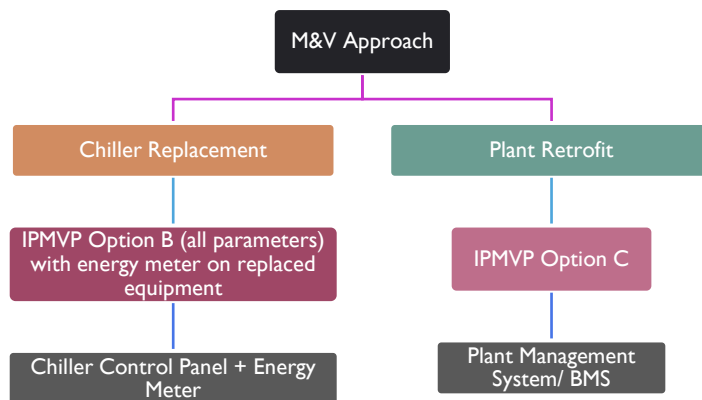 M&V Approach
Chiller Replacement
Plant Retrofit
IPMVP Option B (all parameters)
with energy meter on replaced
equipment
IPMVP Option C
Chiller Control Panel + Energy
Meter
Plant Management
System/ BMS